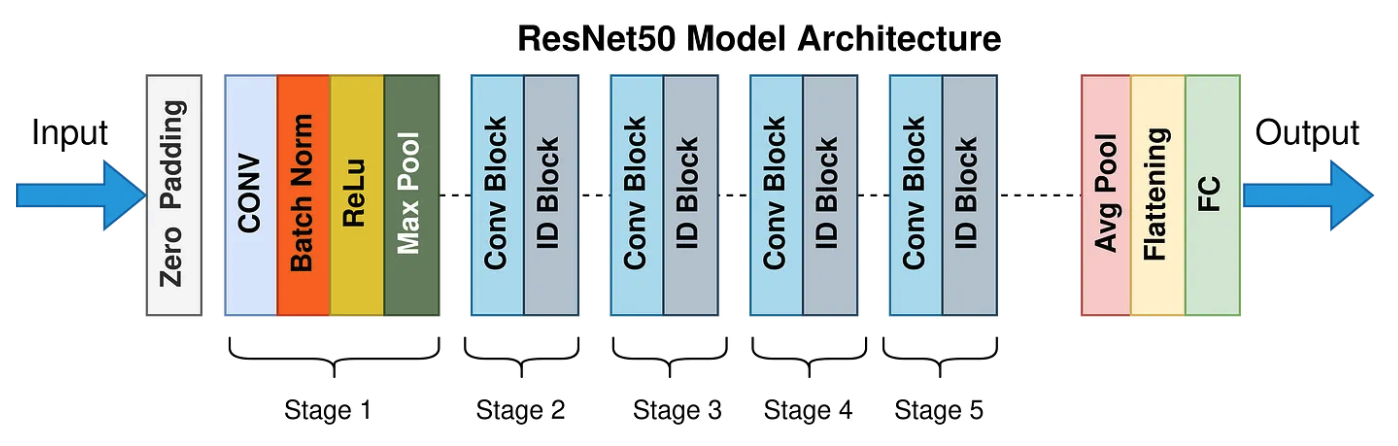 ResNet50 Model Architecture
Input
Zero Padding
CONV
Batch Norm
ReLu
Max Pool
Conv Block
ID Block
Conv Block
ID Block
Conv Block
ID Block
Conv Block
ID Block
Avg Pool
Flattening
FC
Output
Stage 1
Stage 2
Stage 3
Stage 4
Stage 5